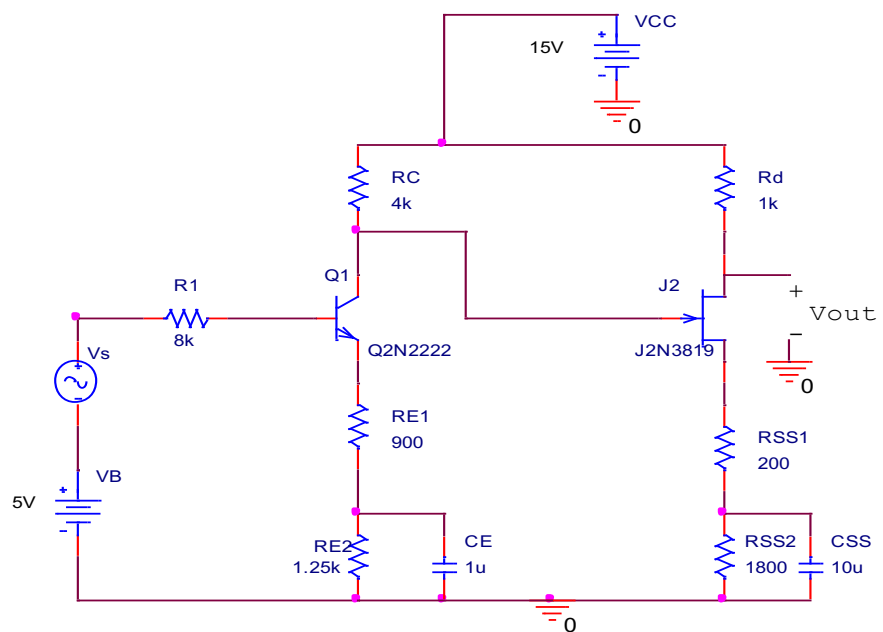 VCC
15V
0
RC
4k
Rd
1k
R1
8k
Q1
Q2N2222
J2
J2N3819
+
Vout
-
0
Vs
RE1
900
RSS1
200
VB
5V
RE2
1.25k
CE
1u
RSS2
1800
CSS
10u
0